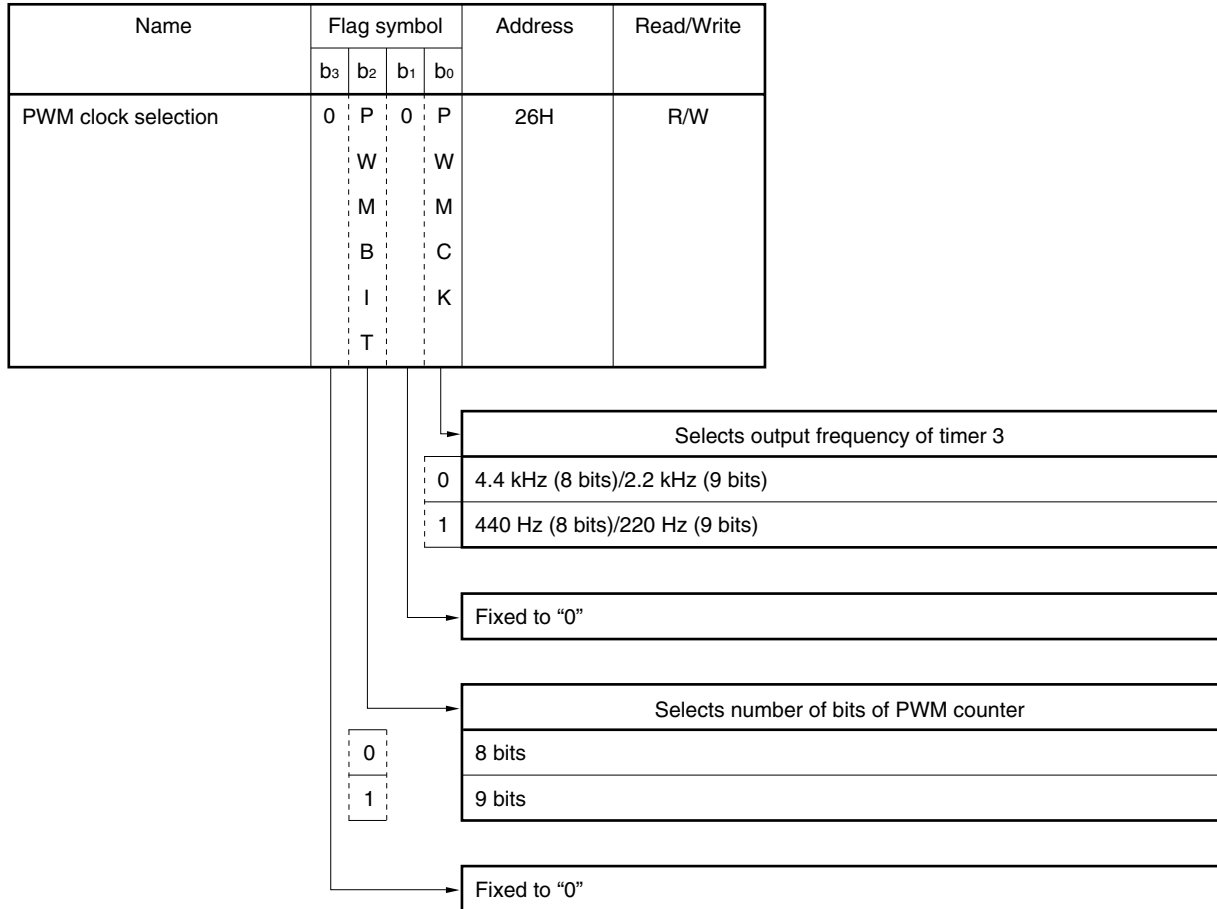 Name Flag symbol Address Read/Write
b3 b2 b1 b0
PWM clock selection 0 P 0 P 26H R/W
W W
M M
B C
I K
T
Selects output frequency of timer 3
0 4.4 kHz (8 bits)/2.2 kHz (9 bits)
1 440 Hz (8 bits)/220 Hz (9 bits)
Fixed to “0”
Selects number of bits of PWM counter
0 8 bits
1 9 bits
Fixed to “0”